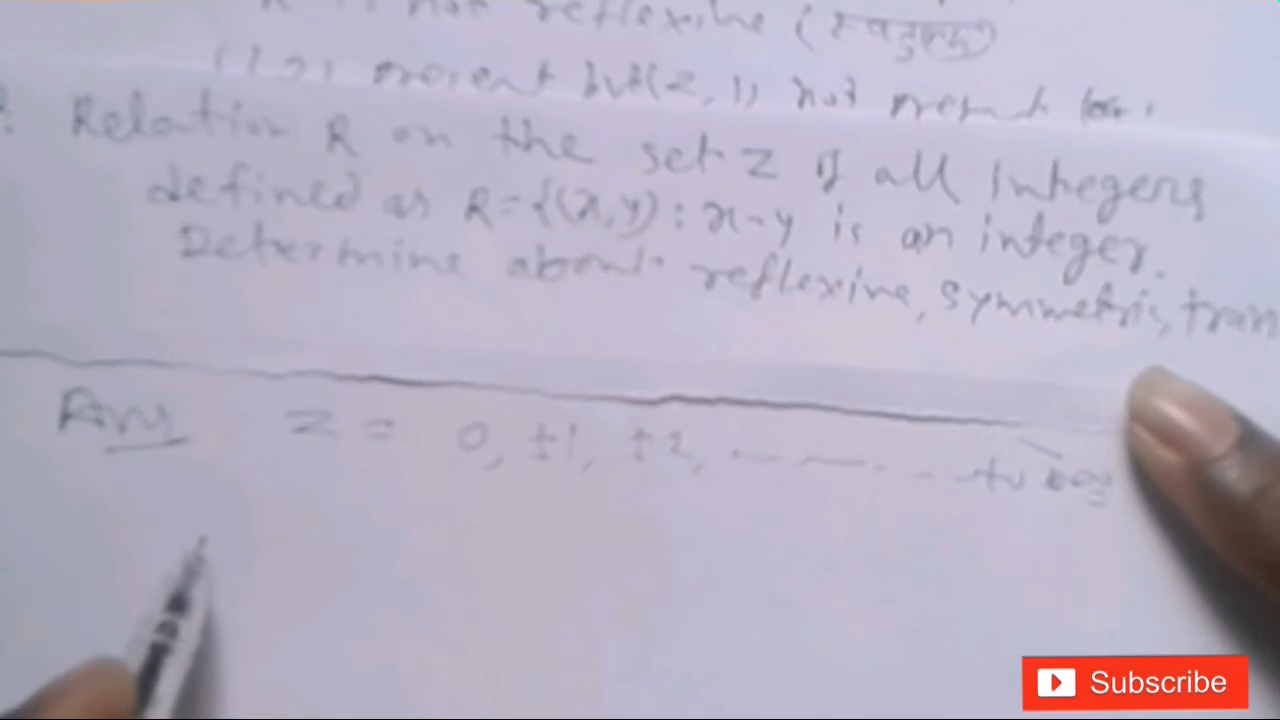 is not reflexive (
(1,2) present but (2,1) not present
Relation R on the set Z of all integers
defined as R={(x,y): x-y is an integer.
Determine about reflexive, symmetric, tran
Ans Z = 0, ±1, ±2, ------ to
Subscribe